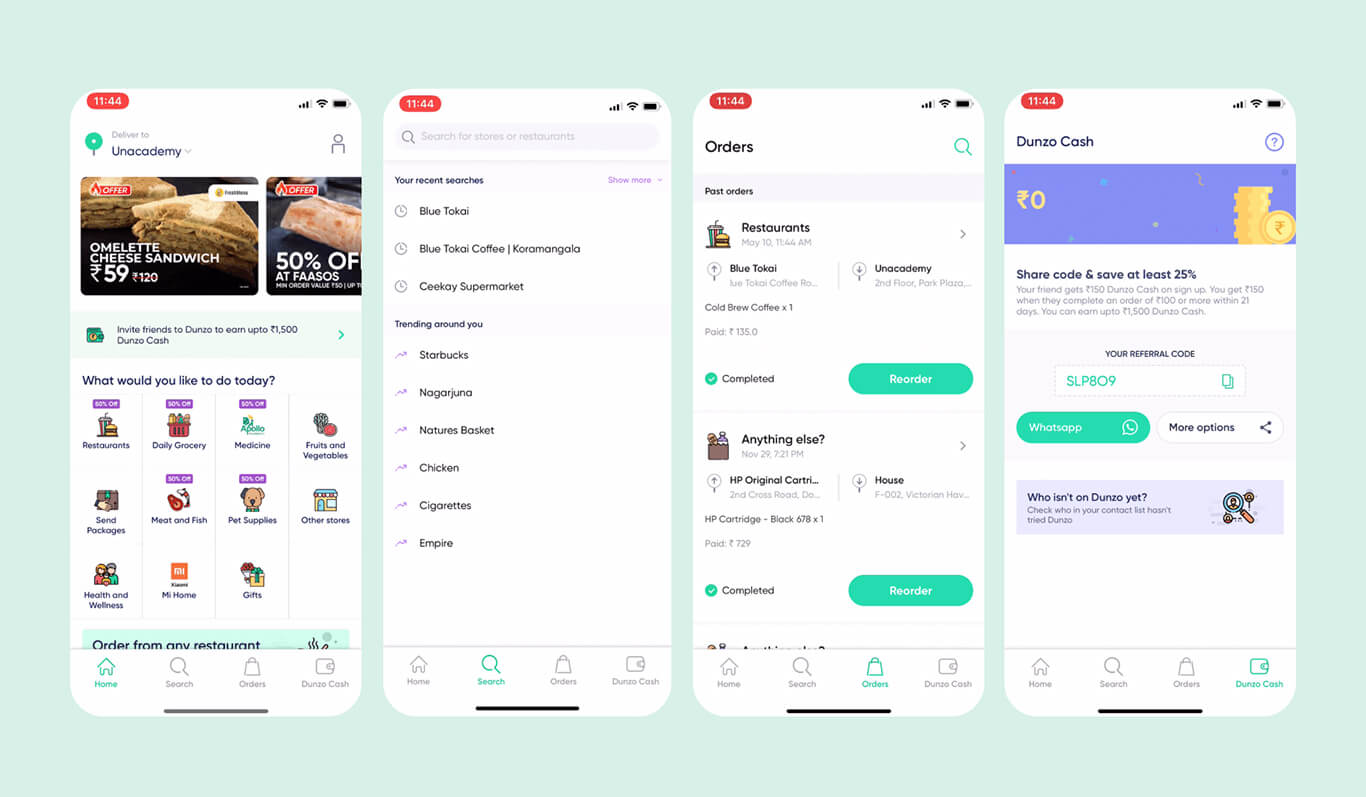 11:44
Deliver to
Unacademy
OFFER
FreshMenu
OMELETTE
CHEESE SANDWICH
₹59 ₹120
OFFER
50% OF
AT FAASOS
MIN ORDER VALUE ₹50 | UP T
Invite friends to Dunzo to earn upto ₹1,500
Dunzo Cash
What would you like to do today?
50% Off
Restaurants
50% Off
Daily Grocery
50% Off
Apollo
Medicine
Fruits and
Vegetables
Send
Packages
50% Off
Meat and Fish
50% Off
Pet Supplies
Other stores
Health and
Wellness
mi
Xiaomi
Mi Home
Gifts
Order from any restaurant
Home
Search
Orders
Dunzo Cash
11:44
Search for stores or restaurants
Your recent searches
Show more
Blue Tokai
Blue Tokai Coffee | Koramangala
Ceekay Supermarket
Trending around you
Starbucks
Nagarjuna
Natures Basket
Chicken
Cigarettes
Empire
Home
Search
Orders
Dunzo Cash
11:44
Orders
Past orders
Restaurants
May 10, 11:44 AM
Blue Tokai
lue Tokai Coffee Ro...
Unacademy
2nd Floor, Park Plaza,...
Cold Brew Coffee x 1
Paid: ₹ 135.0
Completed
Reorder
Anything else?
Nov 29, 7:21 PM
HP Original Cartri...
2nd Cross Road, Do...
House
F-002, Victorian Hav...
HP Cartridge - Black 678 x 1
Paid: ₹ 729
Completed
Reorder
Anything else?
Home
Search
Orders
Dunzo Cash
11:44
Dunzo Cash
?
₹0
₹
Share code & save at least 25%
Your friend gets ₹150 Dunzo Cash on sign up. You get ₹150
when they complete an order of ₹100 or more within 21
days. You can earn upto ₹1,500 Dunzo Cash.
YOUR REFERRAL CODE
SLP8O9
Whatsapp
More options
Who isn't on Dunzo yet?
Check who in your contact list hasn't
tried Dunzo
Home
Search
Orders
Dunzo Cash